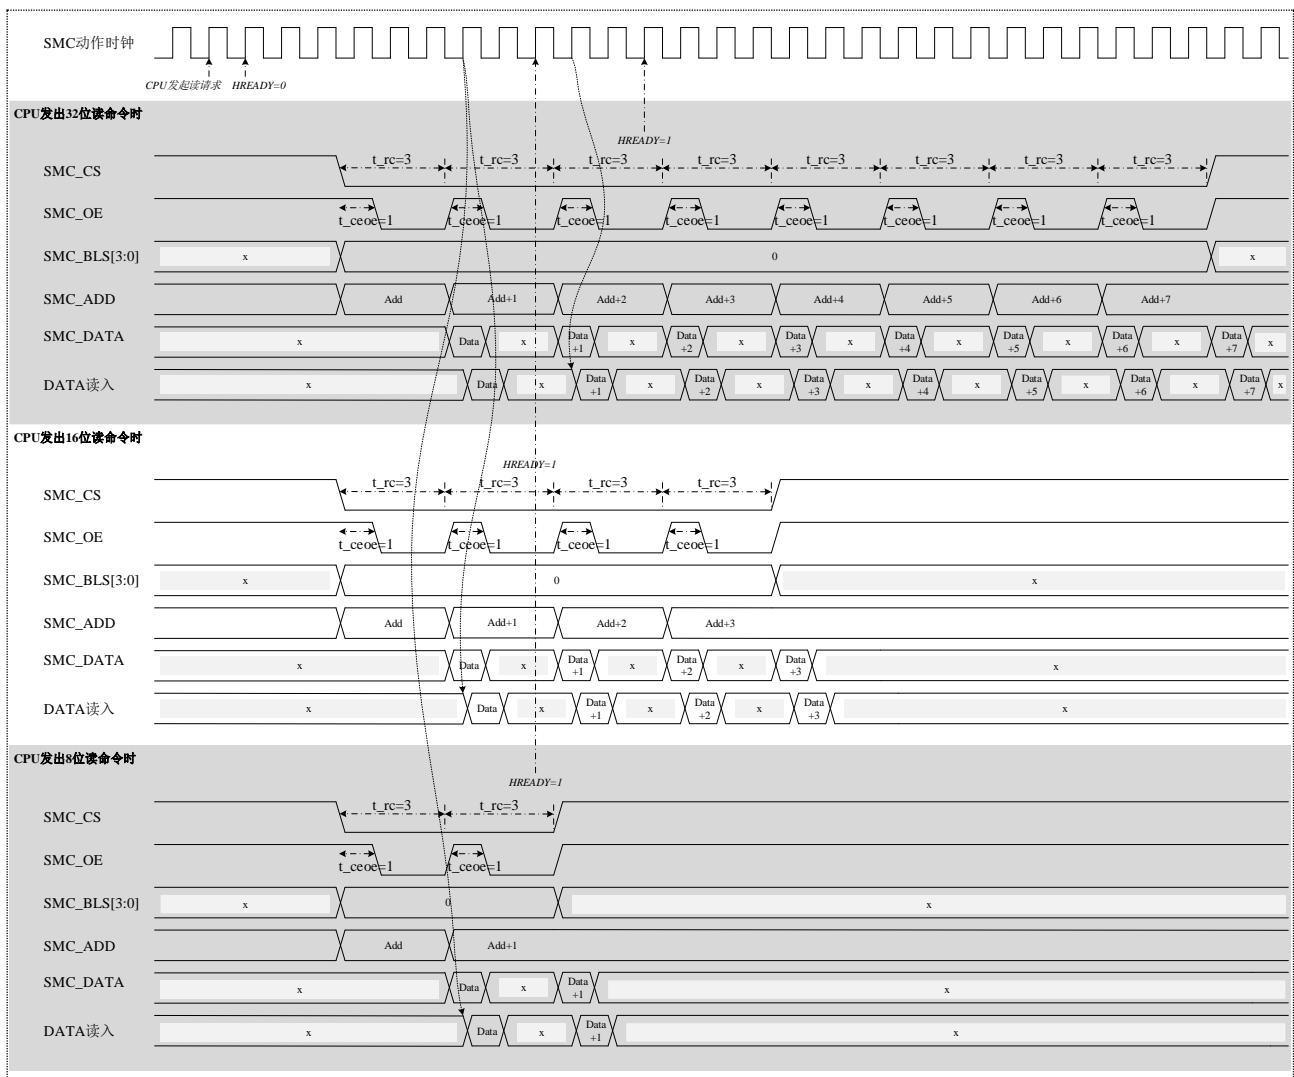 SMC动作时钟
CPU发起读请求 HREADY=0
CPU发出32位读命令时
HREADY=1
SMC_CS t_rc=3 t_rc=3 t_rc=3 t_rc=3 t_rc=3 t_rc=3 t_rc=3 t_rc=3
SMC_OE t_ceoe=1 t_ceoe=1 t_ceoe=1 t_ceoe=1 t_ceoe=1 t_ceoe=1 t_ceoe=1 t_ceoe=1
SMC_BLS[3:0] x 0 x
SMC_ADD Add Add+1 Add+2 Add+3 Add+4 Add+5 Add+6 Add+7
SMC_DATA x Data x Data +1 x Data +2 x Data +3 x Data +4 x Data +5 x Data +6 x Data +7 x
DATA读入 x Data x Data +1 x Data +2 x Data +3 x Data +4 x Data +5 x Data +6 x Data +7 x
CPU发出16位读命令时
HREADY=1
SMC_CS t_rc=3 t_rc=3 t_rc=3 t_rc=3
SMC_OE t_ceoe=1 t_ceoe=1 t_ceoe=1 t_ceoe=1
SMC_BLS[3:0] x 0 x
SMC_ADD Add Add+1 Add+2 Add+3
SMC_DATA x Data x Data +1 x Data +2 x Data +3 x
DATA读入 x Data x Data +1 x Data +2 x Data +3 x
CPU发出8位读命令时
HREADY=1
SMC_CS t_rc=3 t_rc=3
SMC_OE t_ceoe=1 t_ceoe=1
SMC_BLS[3:0] x 0 x
SMC_ADD Add Add+1
SMC_DATA x Data x Data +1 x
DATA读入 x Data x Data +1 x